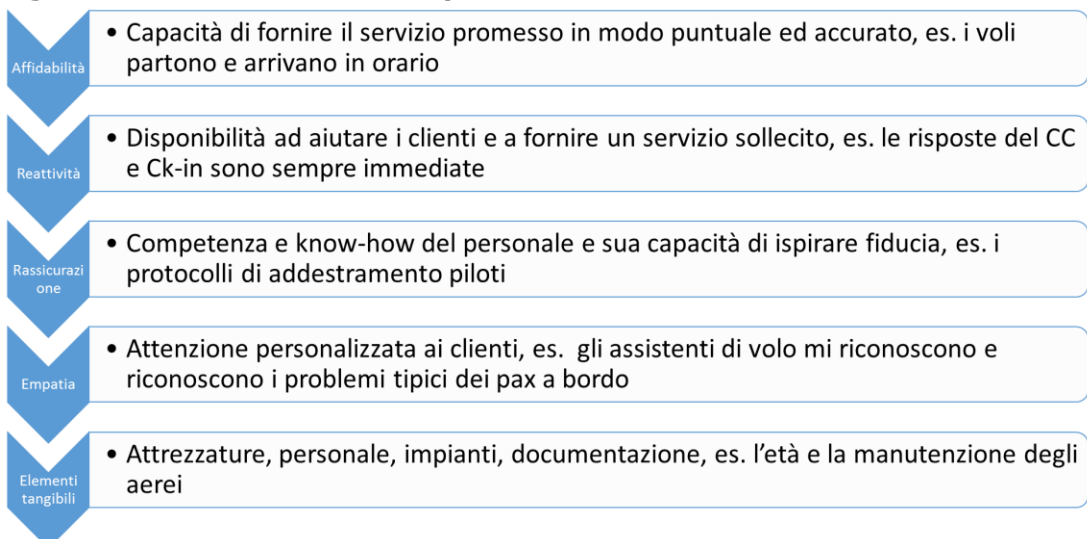 • Capacità di fornire il servizio promesso in modo puntuale ed accurato, es. i voli
partono e arrivano in orario
Affidabilità
• Disponibilità ad aiutare i clienti e a fornire un servizio sollecito, es. le risposte del CC
e Ck-in sono sempre immediate
Reattività
• Competenza e know-how del personale e sua capacità di ispirare fiducia, es. i
protocolli di addestramento piloti
Rassicurazi
one
• Attenzione personalizzata ai clienti, es.  gli assistenti di volo mi riconoscono e
riconoscono i problemi tipici dei pax a bordo
Empatia
• Attrezzature, personale, impianti, documentazione, es. l'età e la manutenzione degli
aerei
Elementi
tangibili